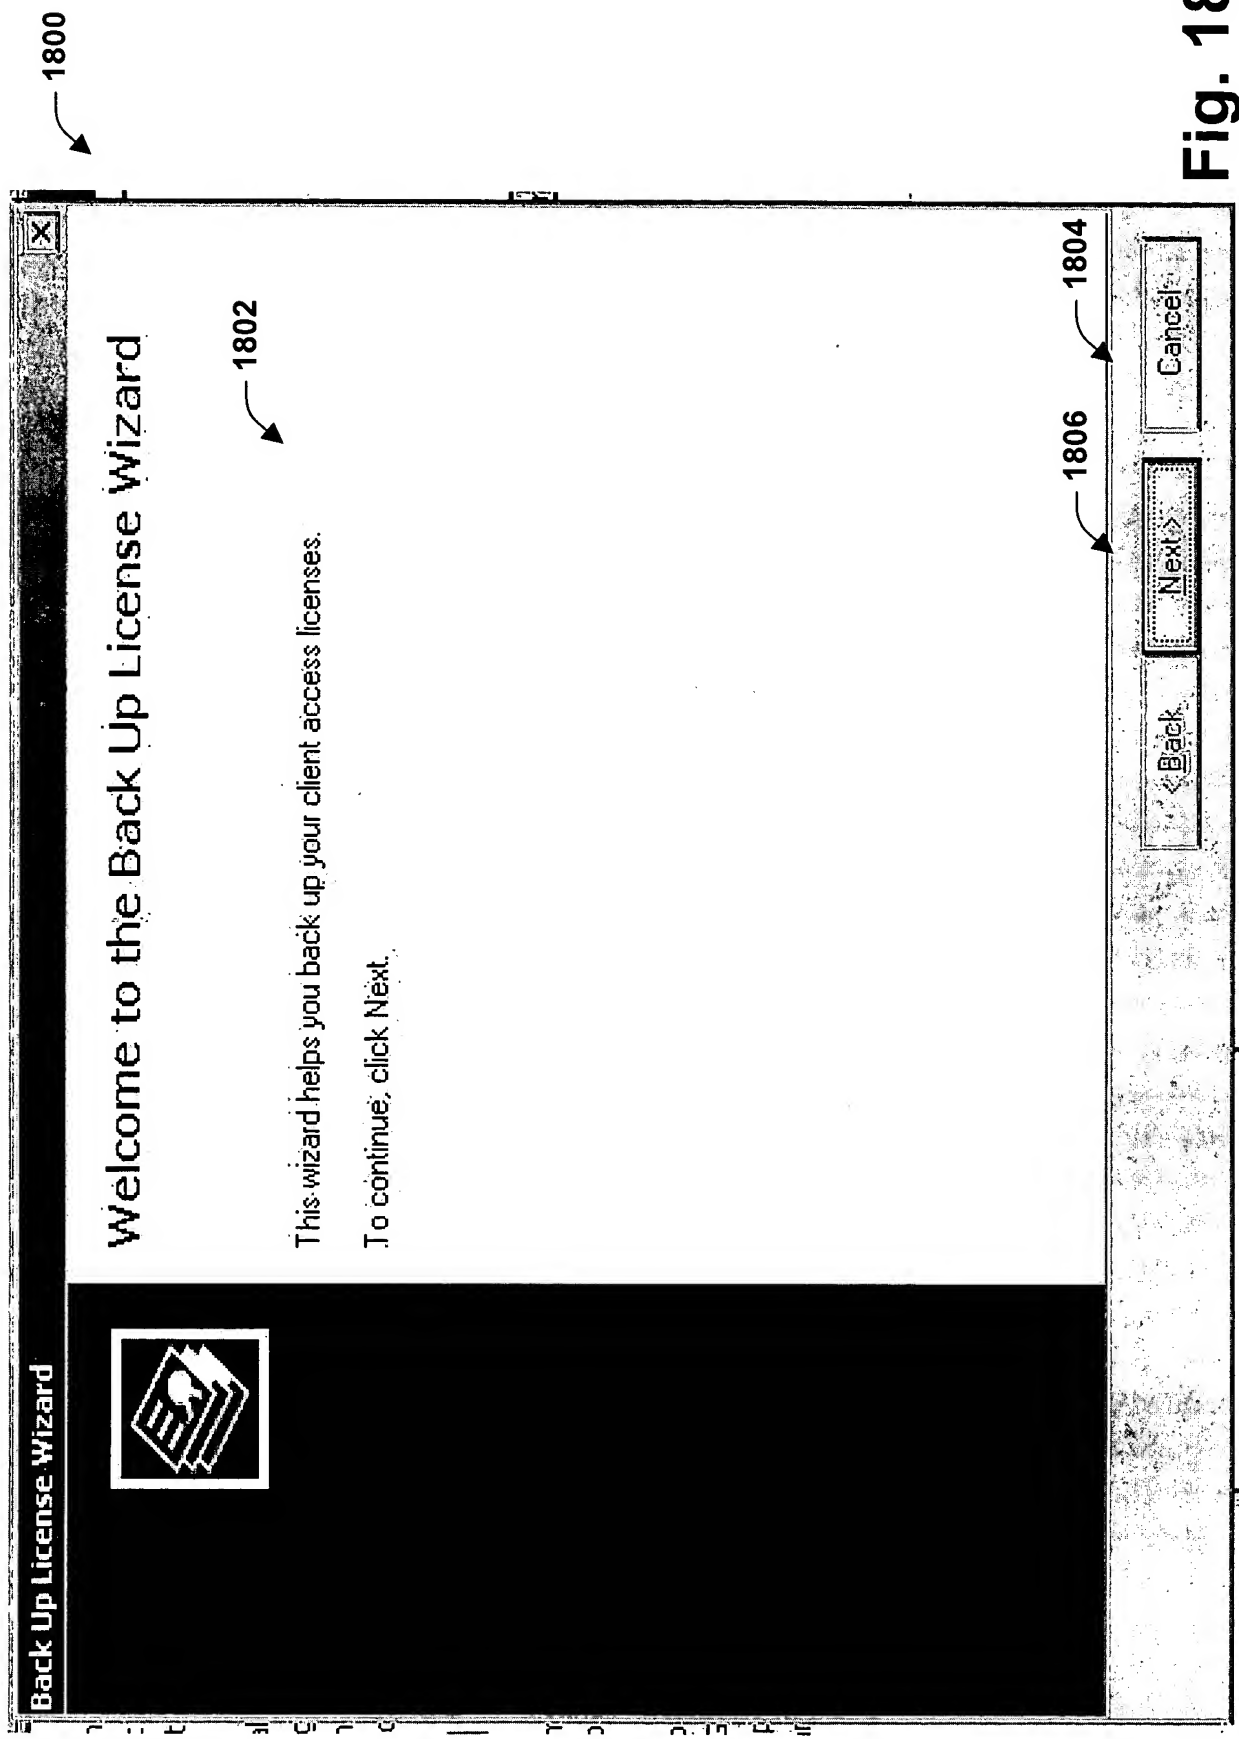 1800
Back Up License Wizard
Welcome to the Back Up License Wizard
1802
This wizard helps you back up your client access licenses.
To continue, click Next.
1806
1804
< Back
Next >
Cancel
Fig. 18